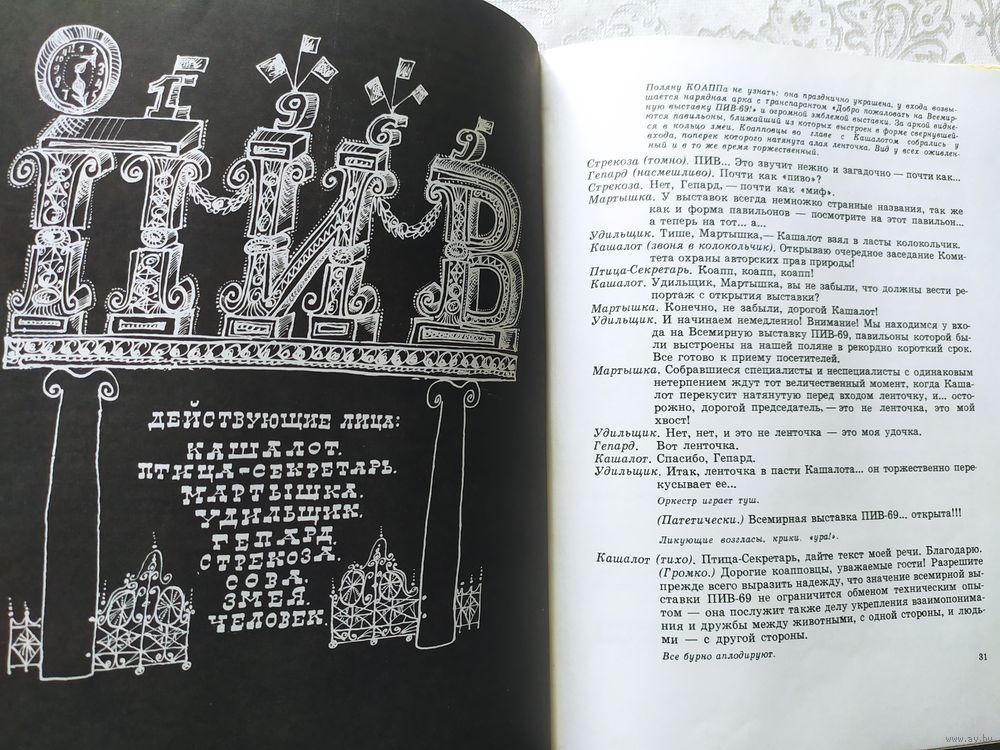 1 9 6 9
ПИВ
ДЕЙСТВУЮЩИЕ ЛИЦА:
КАШАЛОТ.
ПТИЦА-СЕКРЕТАРЬ.
МАРТЫШКА.
УДИЛЬЩИК.
ГЕПАРД.
СТРЕКОЗА.
СОВА.
ЗМЕЯ.
ЧЕЛОВЕК.
Поляну КОАППа не узнать: она празднично украшена, у входа возвы-
шается нарядная арка с транспарантом «Добро пожаловать на Всемир-
ную выставку ПИВ-69!» и огромной эмблемой выставки. За аркой видне-
ются павильоны, ближайший из которых выстроен в форме свернувшей-
ся в кольцо змеи. Коапповцы во главе с Кашалотом собрались у
входа, поперек которого натянута алая ленточка. Вид у всех оживлен-
ный и в то же время торжественный.
Стрекоза (томно). ПИВ... Это звучит нежно и загадочно — почти как...
Гепард (насмешливо). Почти как «пиво»?
Стрекоза. Нет, Гепард, — почти как «миф».
Мартышка. У выставок всегда немножко странные названия, так же
как и форма павильонов — посмотрите на этот павильон...
а теперь на тот... а...
Удильщик. Тише, Мартышка,— Кашалот взял в ласты колокольчик.
Кашалот (звоня в колокольчик). Открываю очередное заседание Коми-
тета охраны авторских прав природы!
Птица-Секретарь. Коапп, коапп, коапп!
Кашалот. Удильщик, Мартышка, вы не забыли, что должны вести ре-
портаж с открытия выставки?
Мартышка. Конечно, не забыли, дорогой Кашалот!
Удильщик. И начинаем немедленно! Внимание! Мы находимся у вхо-
да на Всемирную выставку ПИВ-69, павильоны которой бы-
ли выстроены на нашей поляне в рекордно короткий срок.
Все готово к приему посетителей.
Мартышка. Собравшиеся специалисты и неспециалисты с одинаковым
нетерпением ждут тот величественный момент, когда Каша-
лот перекусит натянутую перед входом ленточку, и... осто-
рожно, дорогой председатель, — это не ленточка, это мой
хвост!
Удильщик. Нет, нет, и это не ленточка — это моя удочка.
Гепард. Вот ленточка.
Кашалот. Спасибо, Гепард.
Удильщик. Итак, ленточка в пасти Кашалота... он торжественно пере-
кусывает ее...
Оркестр играет туш.
(Патетически.) Всемирная выставка ПИВ-69... открыта!!!
Ликующие возгласы, крики. «ура!».
Кашалот (тихо). Птица-Секретарь, дайте текст моей речи. Благодарю.
(Громко.) Дорогие коапповцы, уважаемые гости! Разрешите
прежде всего выразить надежду, что значение всемирной вы-
ставки ПИВ-69 не ограничится обменом техническим опы-
том — она послужит также делу укрепления взаимопонима-
ния и дружбы между животными, с одной стороны, и людь-
ми — с другой стороны.
Все бурно аплодируют.
31
www.ay.by